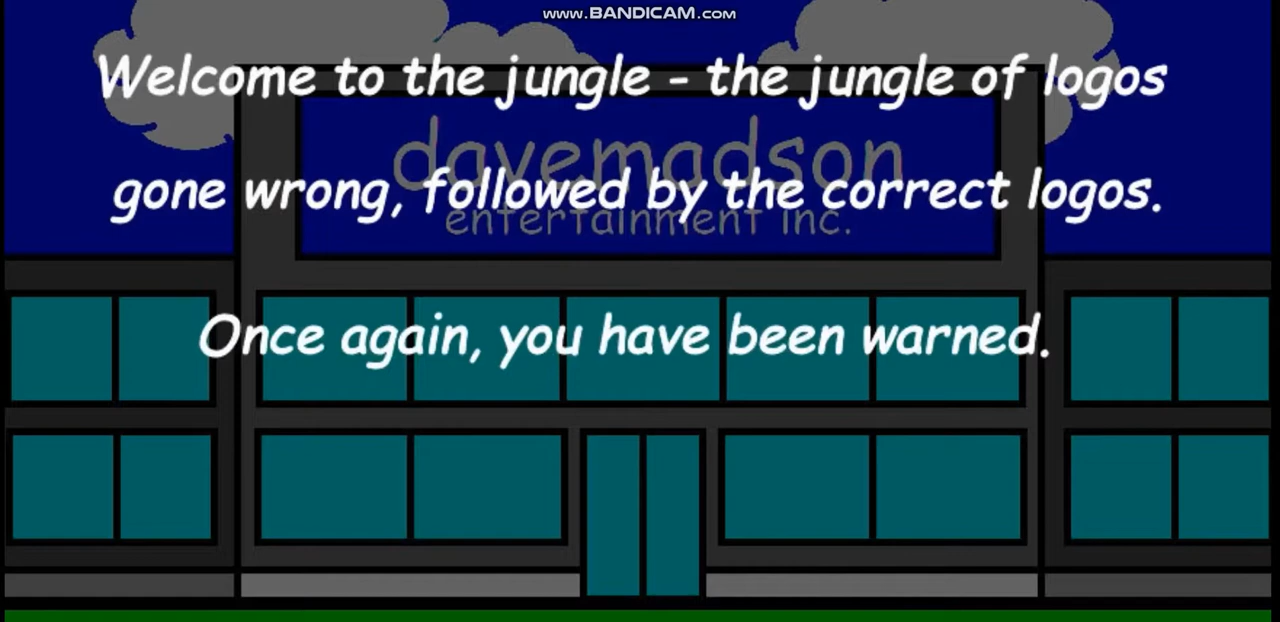 www.BANDICAM.com
Welcome to the jungle - the jungle of logos
davemadson
gone wrong, followed by the correct logos.
entertainment inc.
Once again, you have been warned.